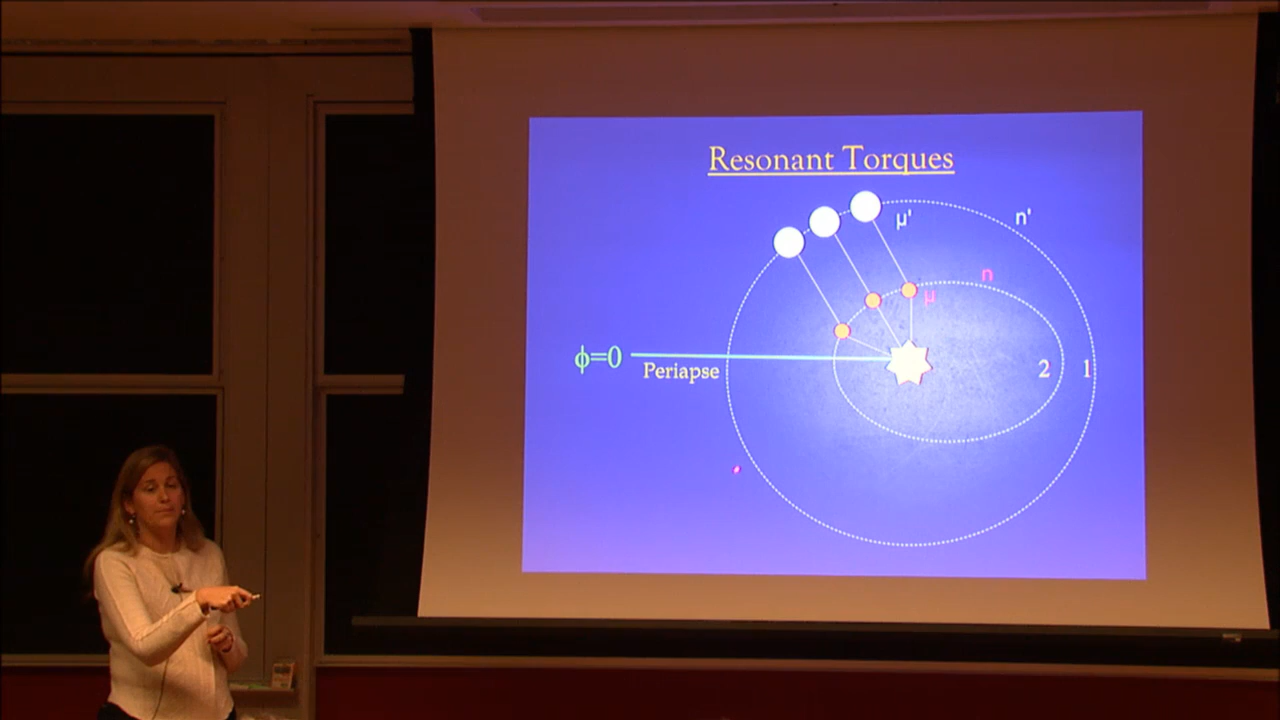 Resonant Torques
μ'
n'
n
μ
ϕ=0
Periapse
2
1